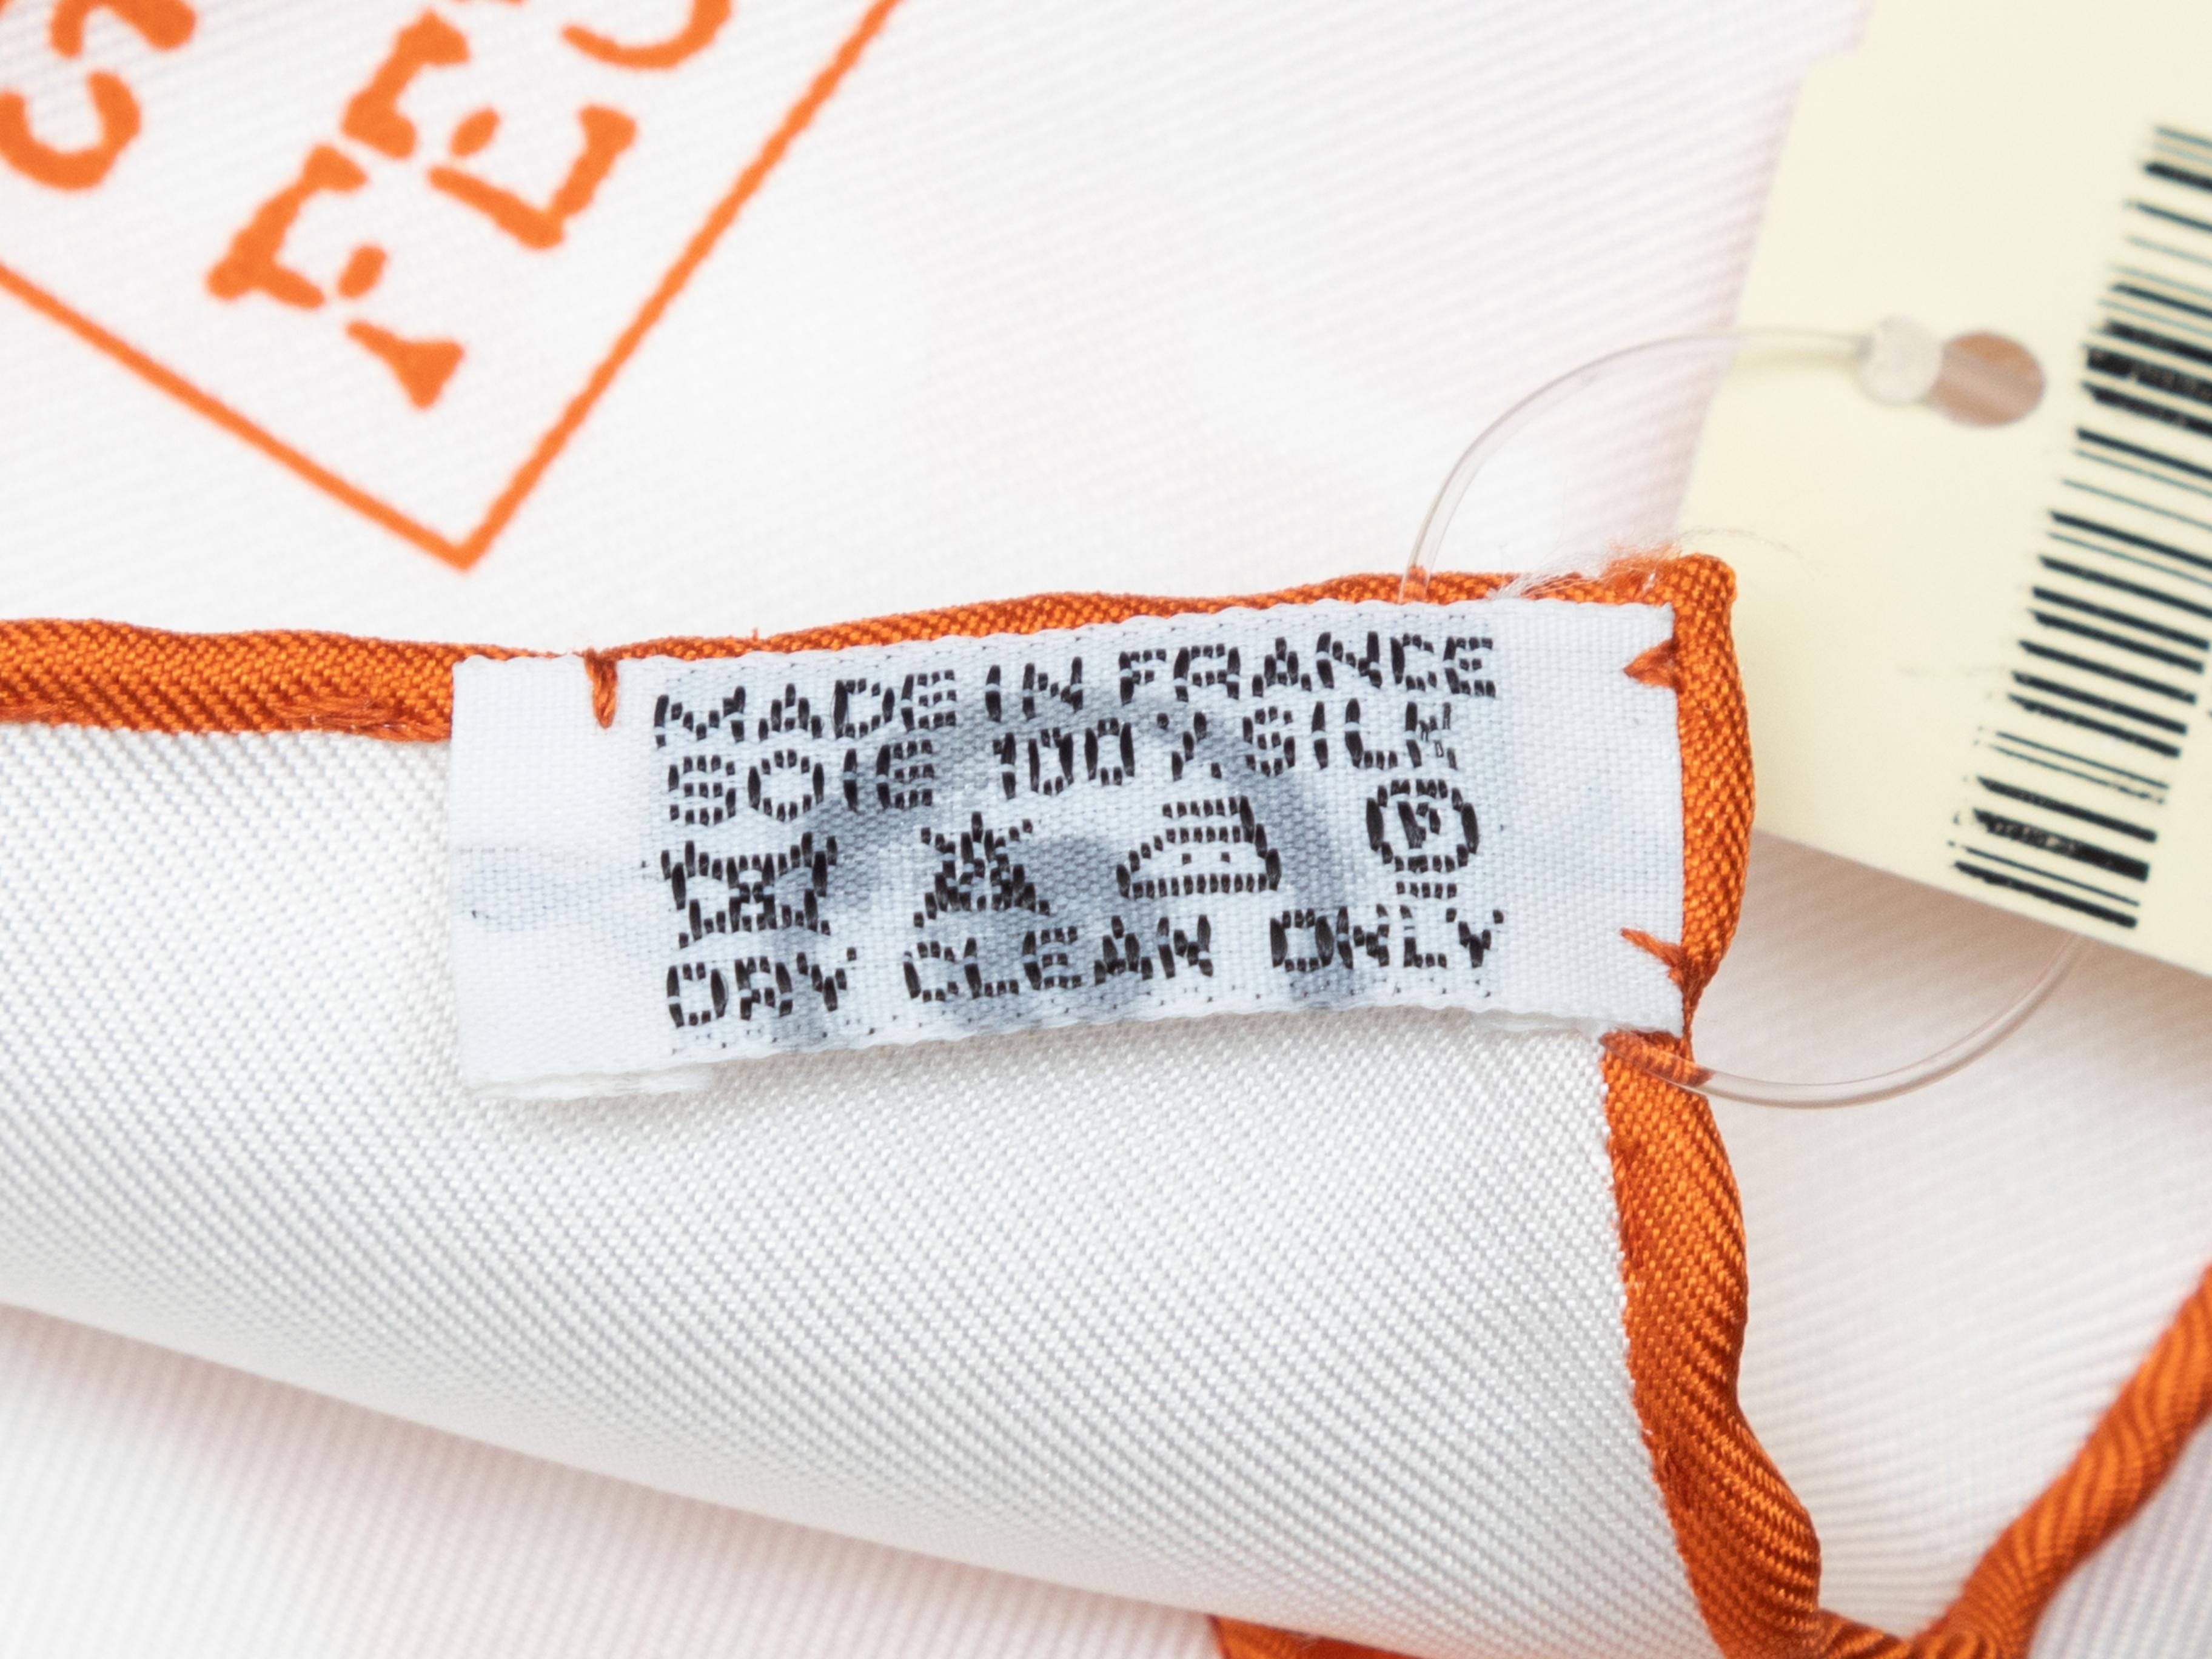 MADE IN FRANCE
SOIE 100% SILK
P
DRY CLEAN ONLY